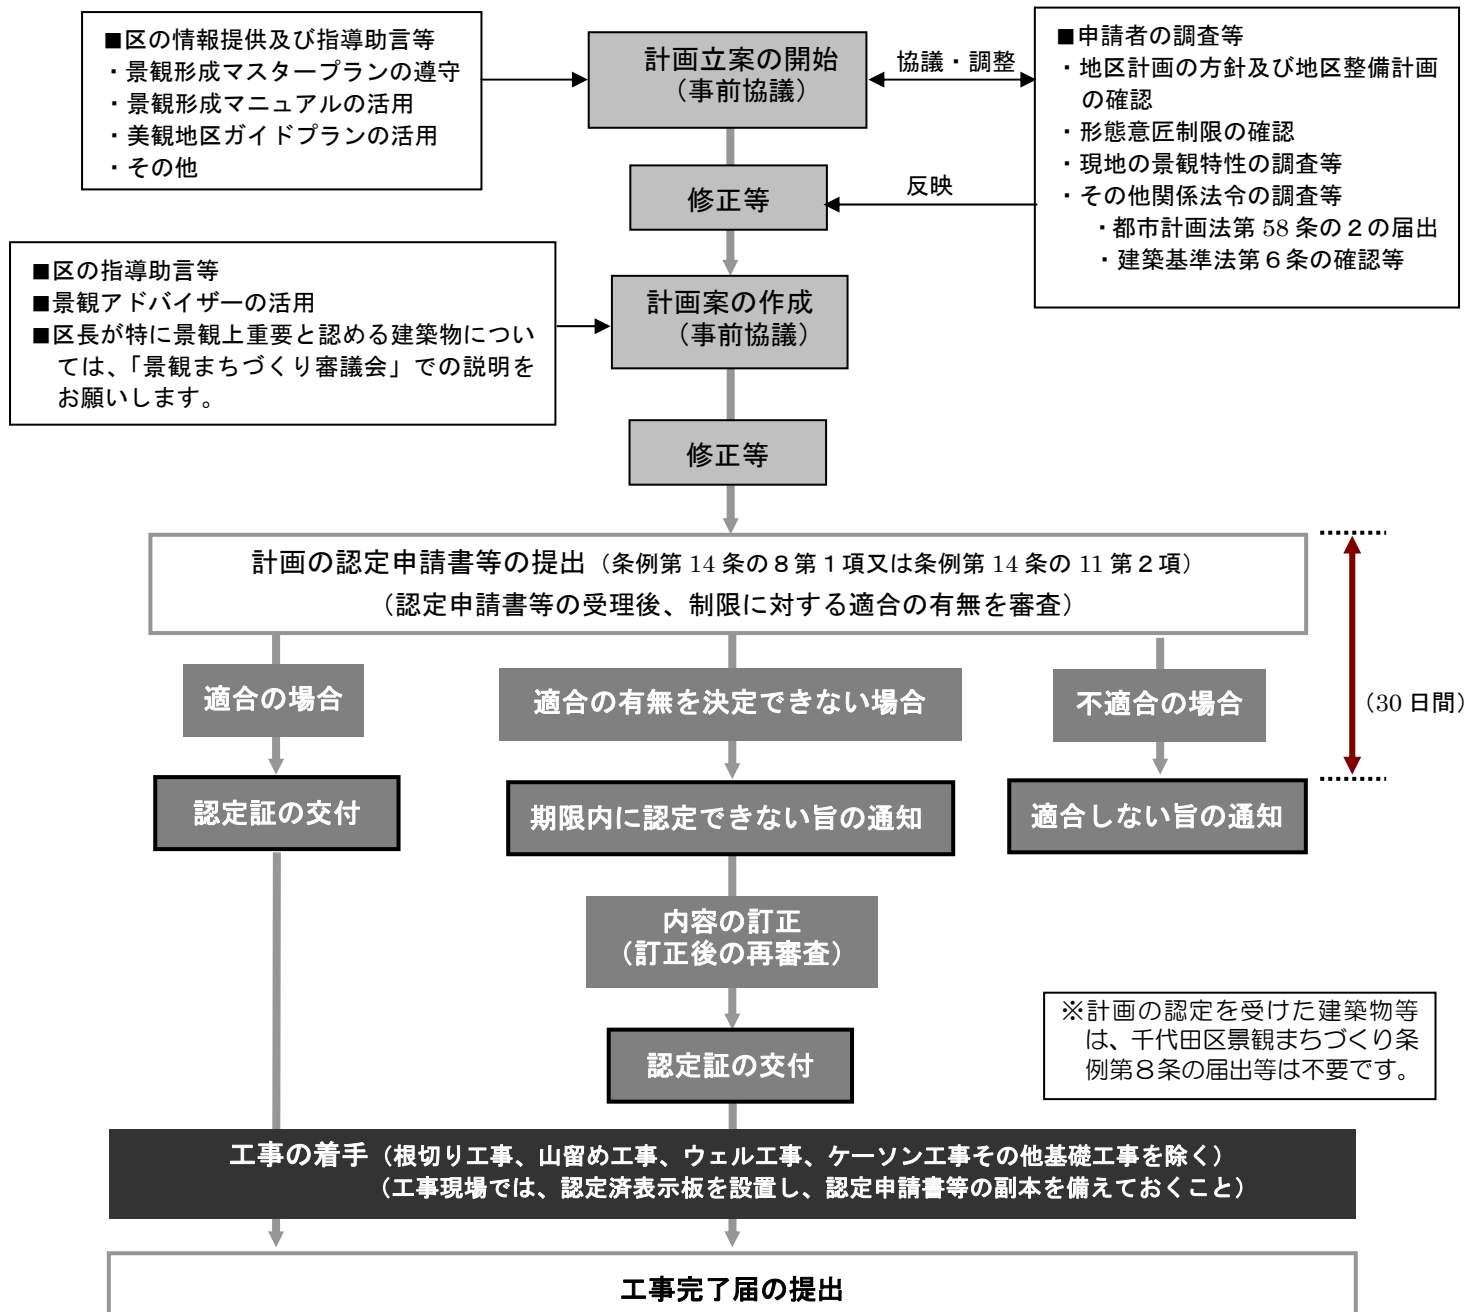 ■区の情報提供及び指導助言等
・景観形成マスタープランの遵守
・景観形成マニュアルの活用
・美観地区ガイドプランの活用
・その他
計画立案の開始
（事前協議）
協議・調整
■申請者の調査等
・地区計画の方針及び地区整備計画
の確認
・形態意匠制限の確認
・現地の景観特性の調査等
・その他関係法令の調査等
・都市計画法第 58 条の２の届出
・建築基準法第６条の確認等
修正等
反映
■区の指導助言等
■景観アドバイザーの活用
■区長が特に景観上重要と認める建築物につい
ては、「景観まちづくり審議会」での説明を
お願いします。
計画案の作成
（事前協議）
修正等
計画の認定申請書等の提出（条例第 14 条の８第１項又は条例第 14 条の 11 第２項）
（認定申請書等の受理後、制限に対する適合の有無を審査）
適合の場合
適合の有無を決定できない場合
不適合の場合
（30 日間）
認定証の交付
期限内に認定できない旨の通知
適合しない旨の通知
内容の訂正
（訂正後の再審査）
認定証の交付
※計画の認定を受けた建築物等
は、千代田区景観まちづくり条
例第８条の届出等は不要です。
工事の着手（根切り工事、山留め工事、ウェル工事、ケーソン工事その他基礎工事を除く）
（工事現場では、認定済表示板を設置し、認定申請書等の副本を備えておくこと）
工事完了届の提出